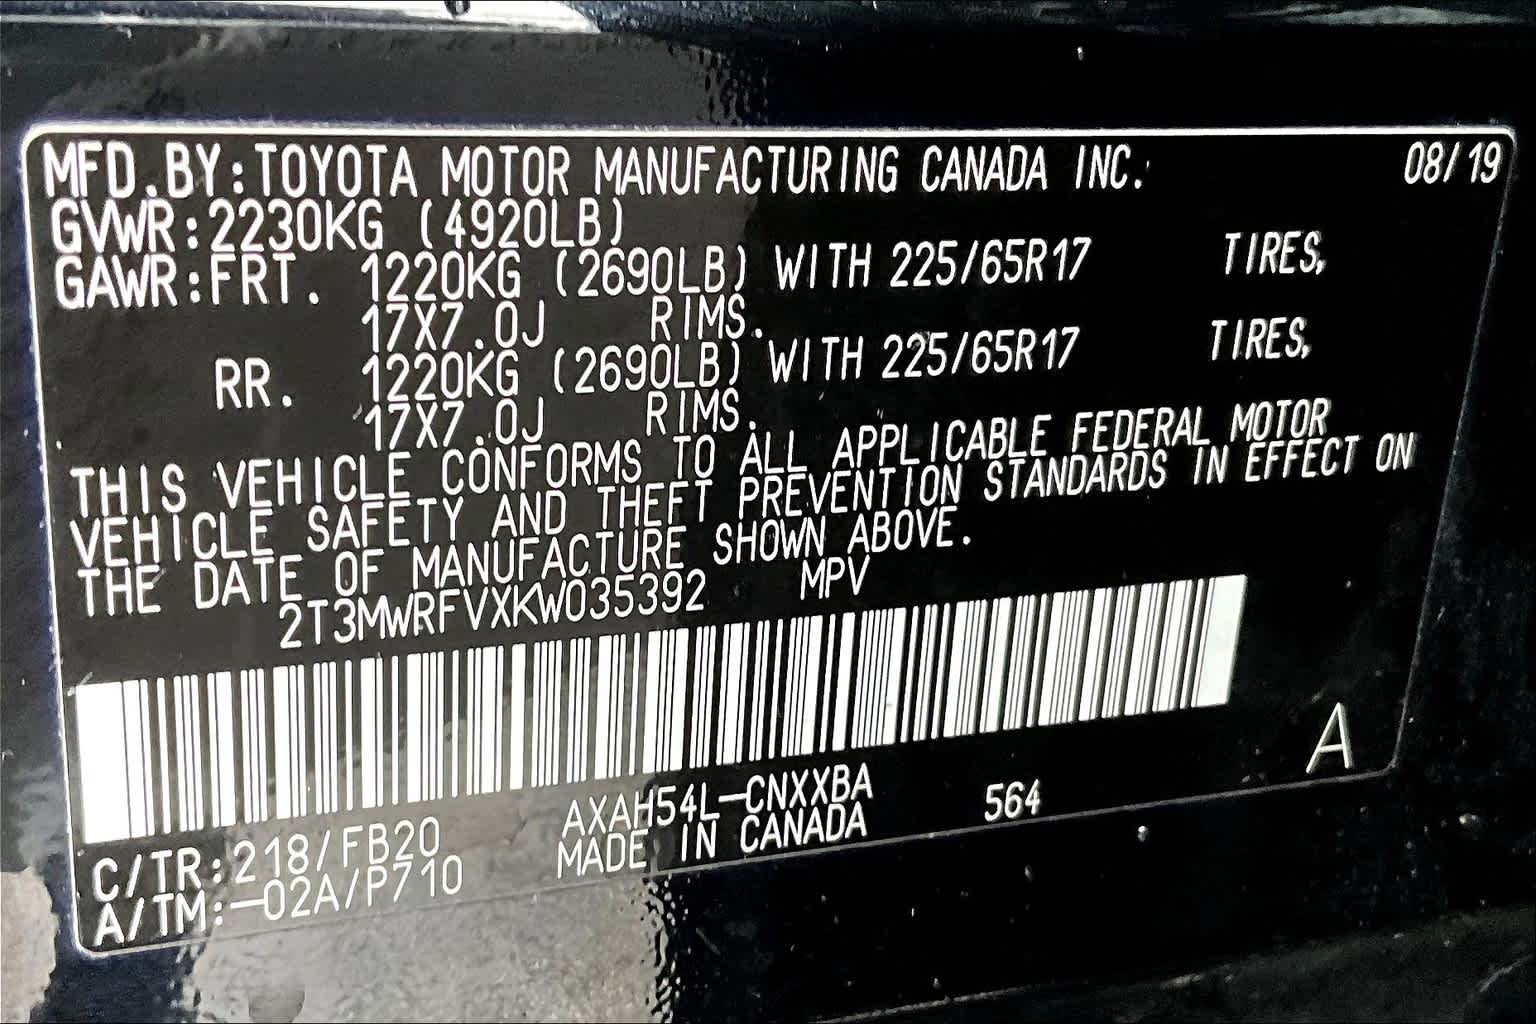 MFD.BY:TOYOTA MOTOR MANUFACTURING CANADA INC. 08/19
GVWR:2230KG (4920LB)
GAWR:FRT. 1220KG (2690LB) WITH 225/65R17 TIRES,
17X7.0J RIMS.
RR. 1220KG (2690LB) WITH 225/65R17 TIRES,
17X7.0J RIMS.
THIS VEHICLE CONFORMS TO ALL APPLICABLE FEDERAL MOTOR
VEHICLE SAFETY AND THEFT PREVENTION STANDARDS IN EFFECT ON
THE DATE OF MANUFACTURE SHOWN ABOVE.
2T3MWRFVXKW035392 MPV
A
C/TR:218/FB20 AXAH54L-CNXXBA 564
A/TM:-02A/P710 MADE IN CANADA